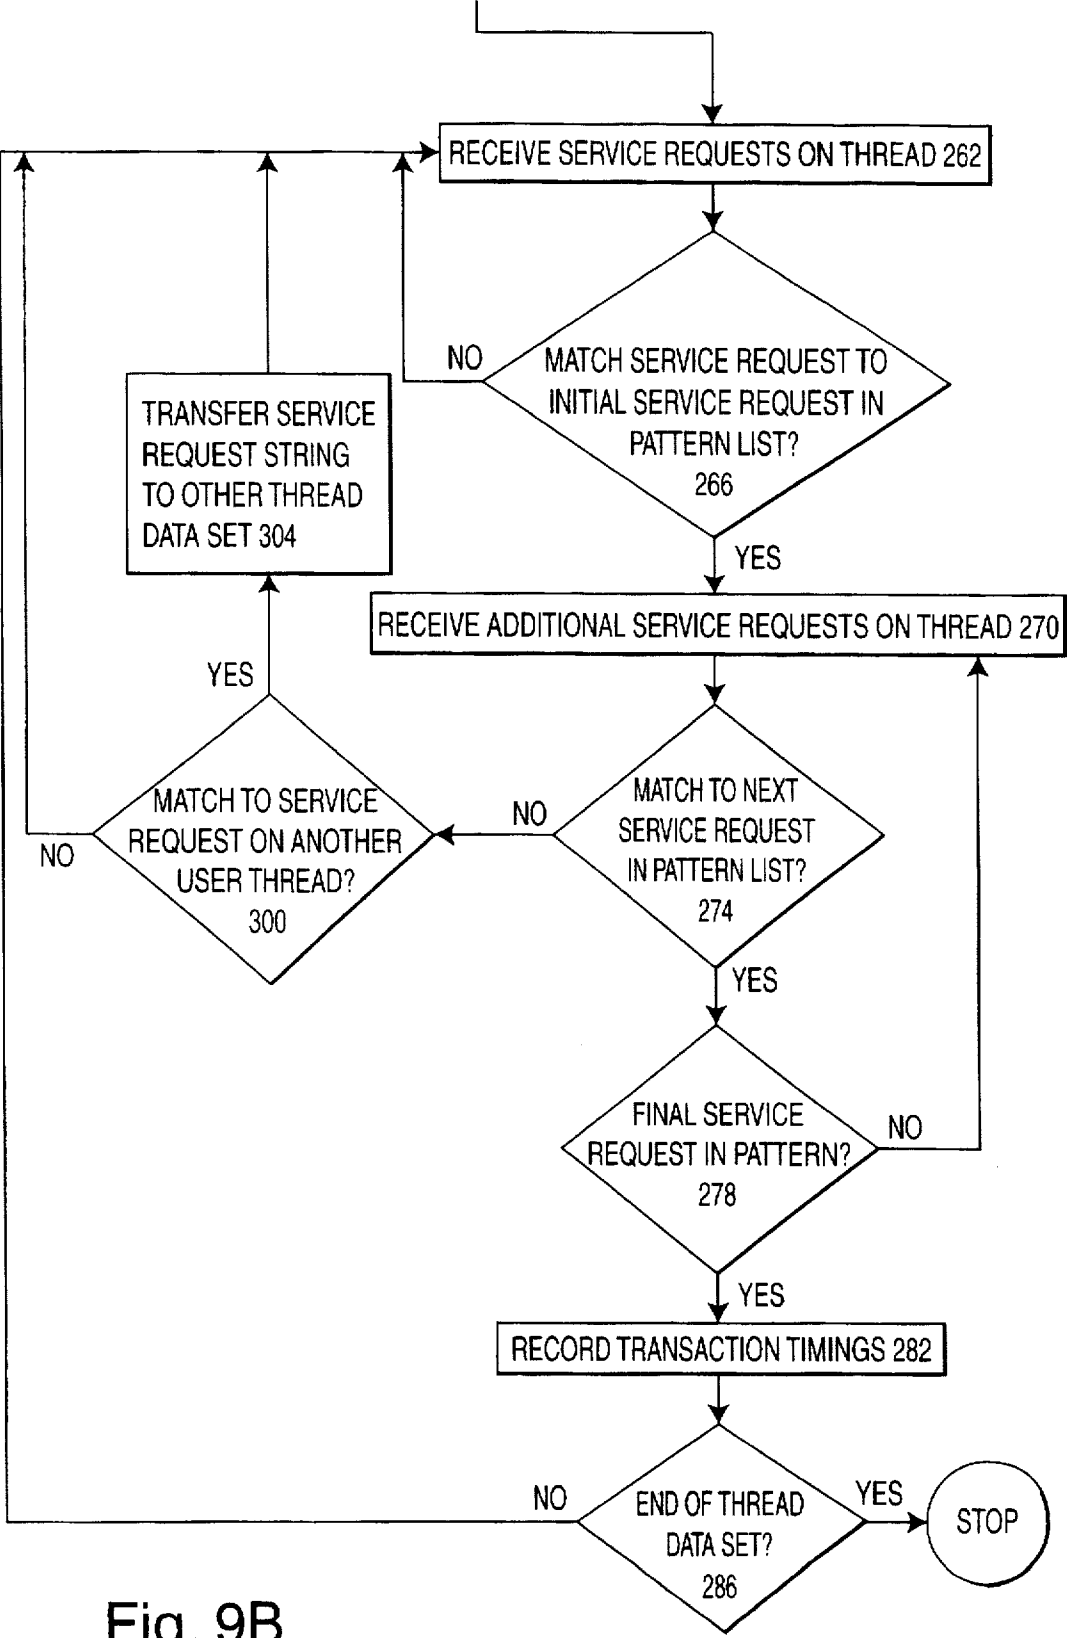 RECEIVE SERVICE REQUESTS ON THREAD 262
NO
MATCH SERVICE REQUEST TO
INITIAL SERVICE REQUEST IN
PATTERN LIST?
266
YES
TRANSFER SERVICE
REQUEST STRING
TO OTHER THREAD
DATA SET 304
RECEIVE ADDITIONAL SERVICE REQUESTS ON THREAD 270
YES
MATCH TO NEXT
SERVICE REQUEST
IN PATTERN LIST?
274
NO
MATCH TO SERVICE
REQUEST ON ANOTHER
USER THREAD?
300
NO
YES
FINAL SERVICE
REQUEST IN PATTERN?
278
NO
YES
RECORD TRANSACTION TIMINGS 282
NO
END OF THREAD
DATA SET?
286
YES
STOP
Fig. 9B